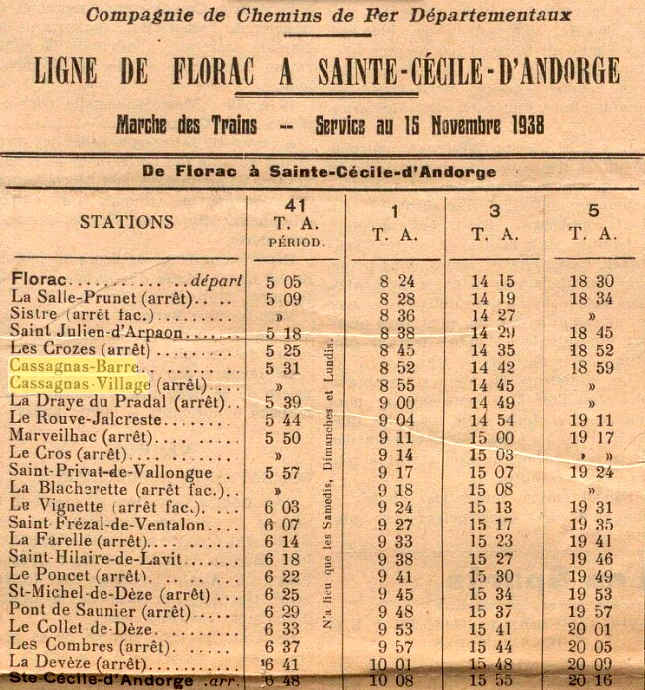 Compagnie de Chemins de Fer Départementaux
LIGNE DE FLORAC A SAINTE-CÉCILE-D'ANDORGE
Marche des Trains -- Service au 15 Novembre 1938
De Florac à Sainte-Cécile-d'Andorge
STATIONS 41 T. A. PÉRIOD. 1 T. A. 3 T. A. 5 T. A.
Florac........... départ 5 05 8 24 14 15 18 30
La Salle-Prunet (arrêt).. .. 5 09 8 28 14 19 18 34
Sistre (arrêt fac.)......... » 8 36 14 27 »
Saint Julien-d'Arpaon...... 5 18 8 38 14 29 18 45
Les Crozes (arrêt)......... 5 25 8 45 14 35 18 52
Cassagnas-Barre.. .. ...... 5 31 8 52 14 42 18 59
Cassagnas-Village (arrêt).... » 8 55 14 45 »
La Draye du Pradal (arrêt).. 5 39 9 00 14 49 »
Le Rouve-Jalcreste........ 5 44 9 04 14 54 19 11
Marveilhac (arrêt)......... 5 50 9 11 15 00 19 17
Le Cros (arrêt)............ » 9 14 15 03 » »
Saint-Privat-de-Vallongue . 5 57 9 17 15 07 19 24
La Blacherette (arrêt fac.).. » 9 18 15 08 »
La Vignette (arrêt fac.)..... 6 03 9 24 15 13 19 31
Saint Frézal-de-Ventalon.... 6 07 9 27 15 17 19 35
La Farelle (arrêt).......... 6 14 9 33 15 23 19 41
Saint-Hilaire-de-Lavit...... 6 18 9 38 15 27 19 46
Le Poncet (arrêt). .. .. .... 6 22 9 41 15 30 19 49
St-Michel-de-Dèze (arrêt) ... 6 25 9 45 15 34 19 53
Pont de Saunier (arrêt)..... 6 29 9 48 15 37 19 57
Le Collet de-Dèze. ........ 6 33 9 53 15 41 20 01
Les Combres (arrêt). ...... 6 37 9 57 15 44 20 05
La Devèze (arrêt).......... 6 41 10 01 15 48 20 09
Ste-Cécile-d'Andorge .arr. 6 48 10 08 15 55 20 16
N'a lieu que les Samedis, Dimanches et Lundis.